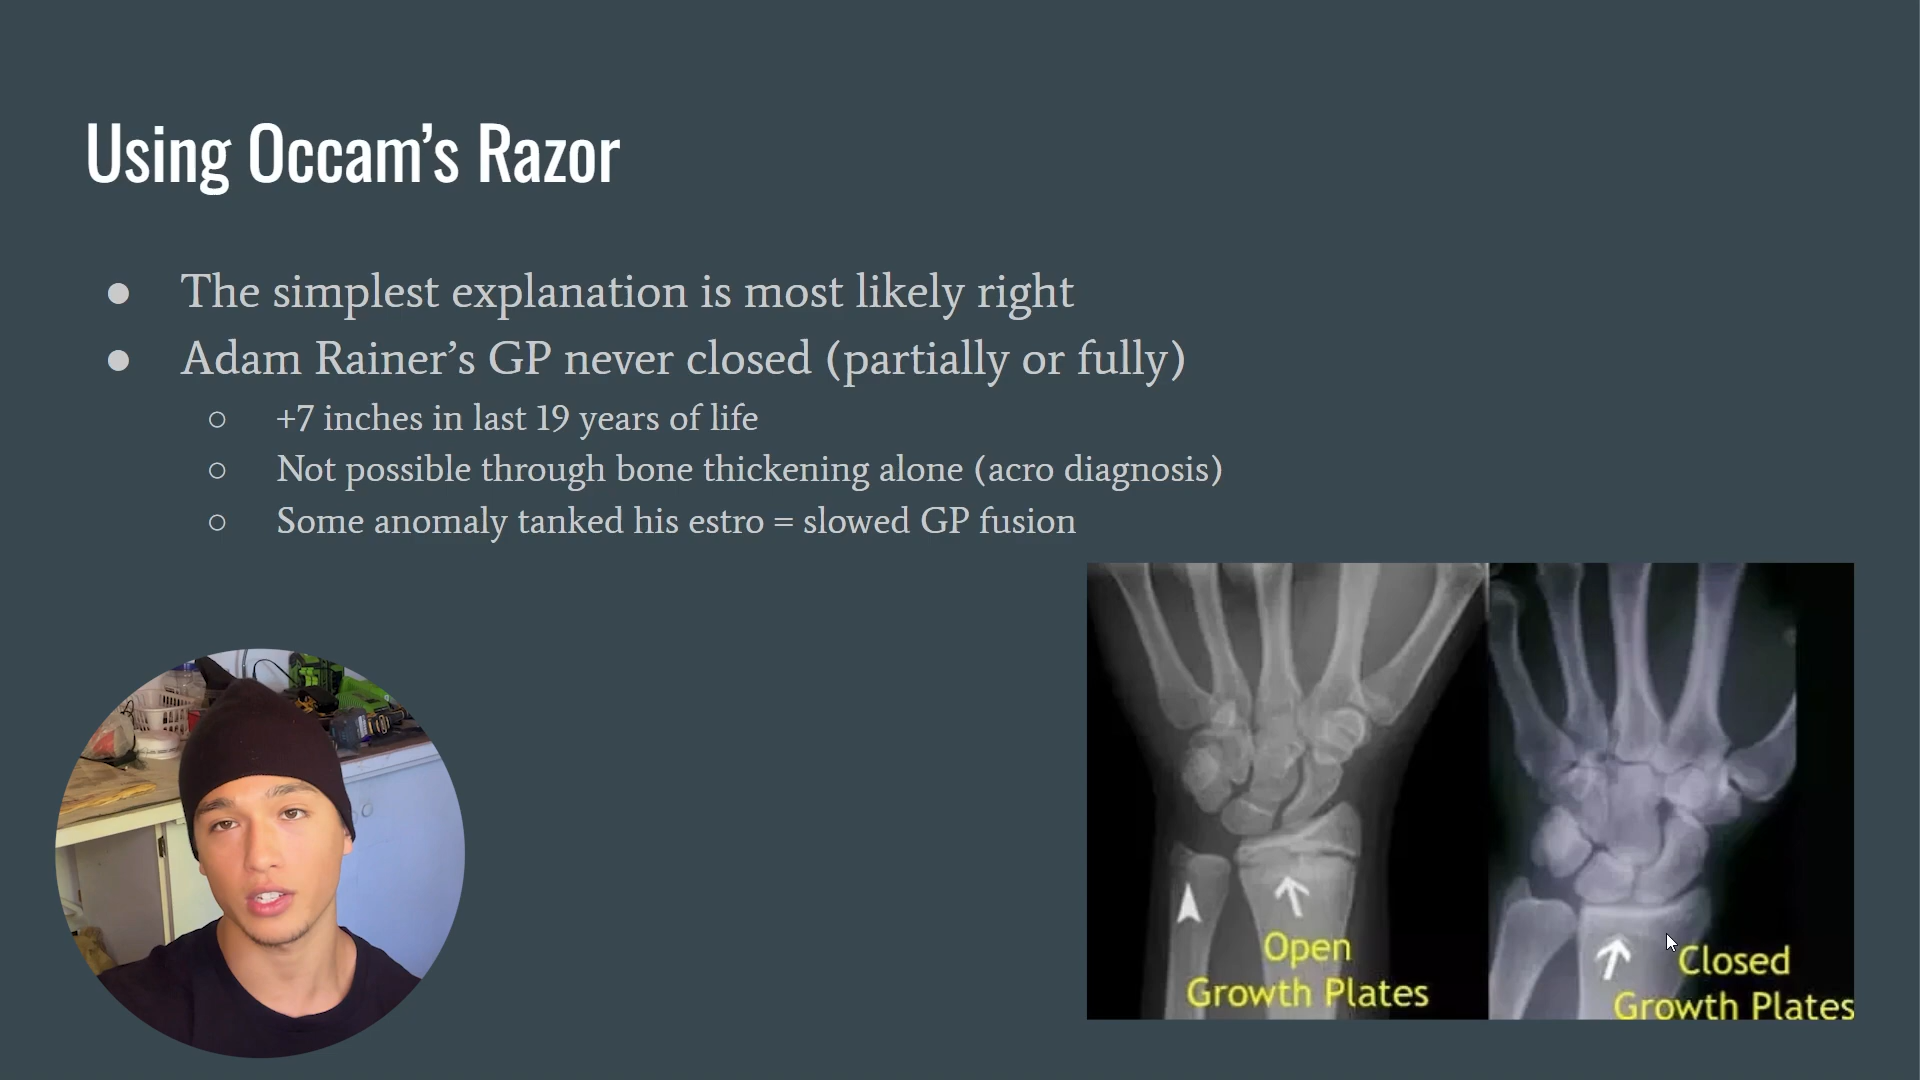 Using Occam’s Razor
● The simplest explanation is most likely right
● Adam Rainer’s GP never closed (partially or fully)
○ +7 inches in last 19 years of life
○ Not possible through bone thickening alone (acro diagnosis)
○ Some anomaly tanked his estro = slowed GP fusion
Open
Growth Plates
Closed
Growth Plates